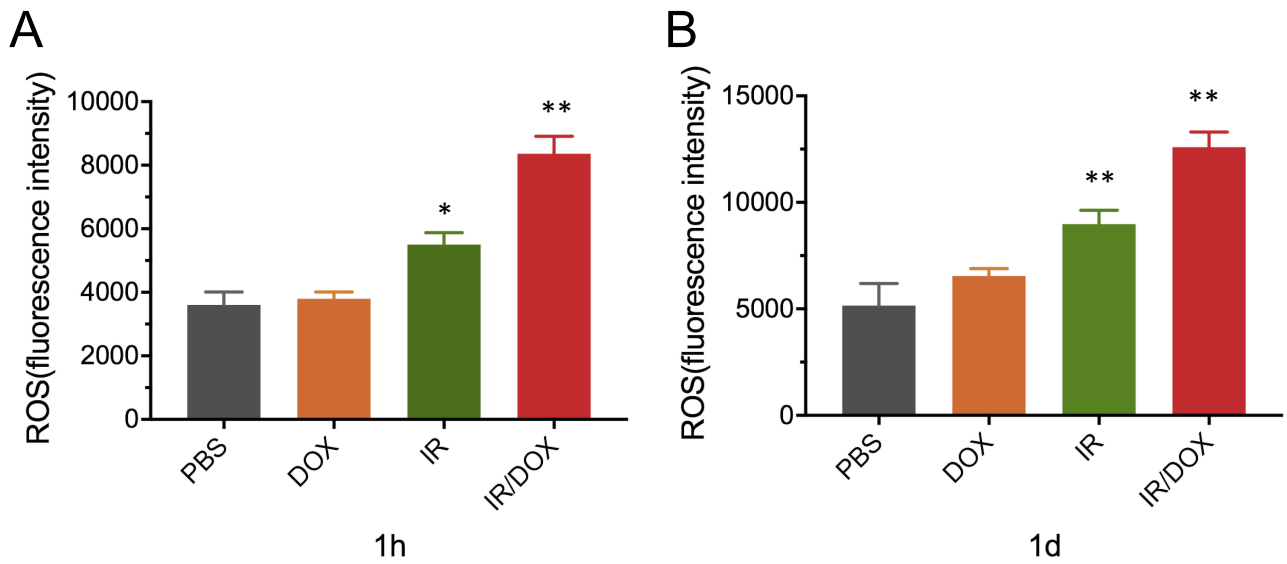 A
ROS(fluorescence intensity)
10000
8000
6000
4000
2000
0
*
**
PBS
DOX
IR
IR/DOX
1h
B
ROS(fluorescence intensity)
15000
10000
5000
0
**
**
PBS
DOX
IR
IR/DOX
1d